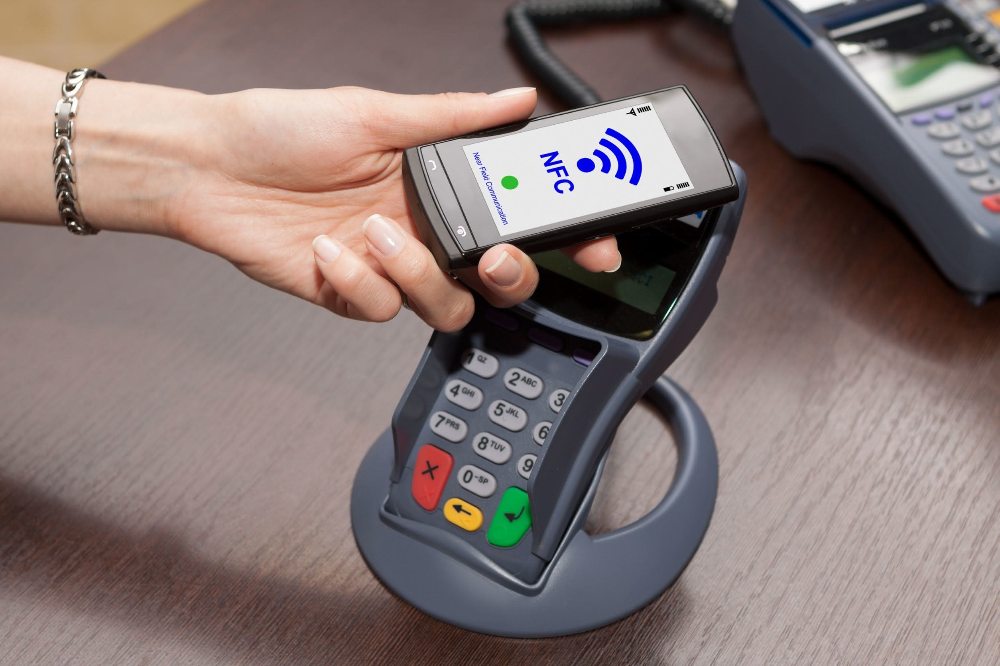 NFC
Near Field Communication
1 QZ
2 ABC
3
4 GHI
5 JKL
6
7 PRS
8 TUV
9
0 -SP